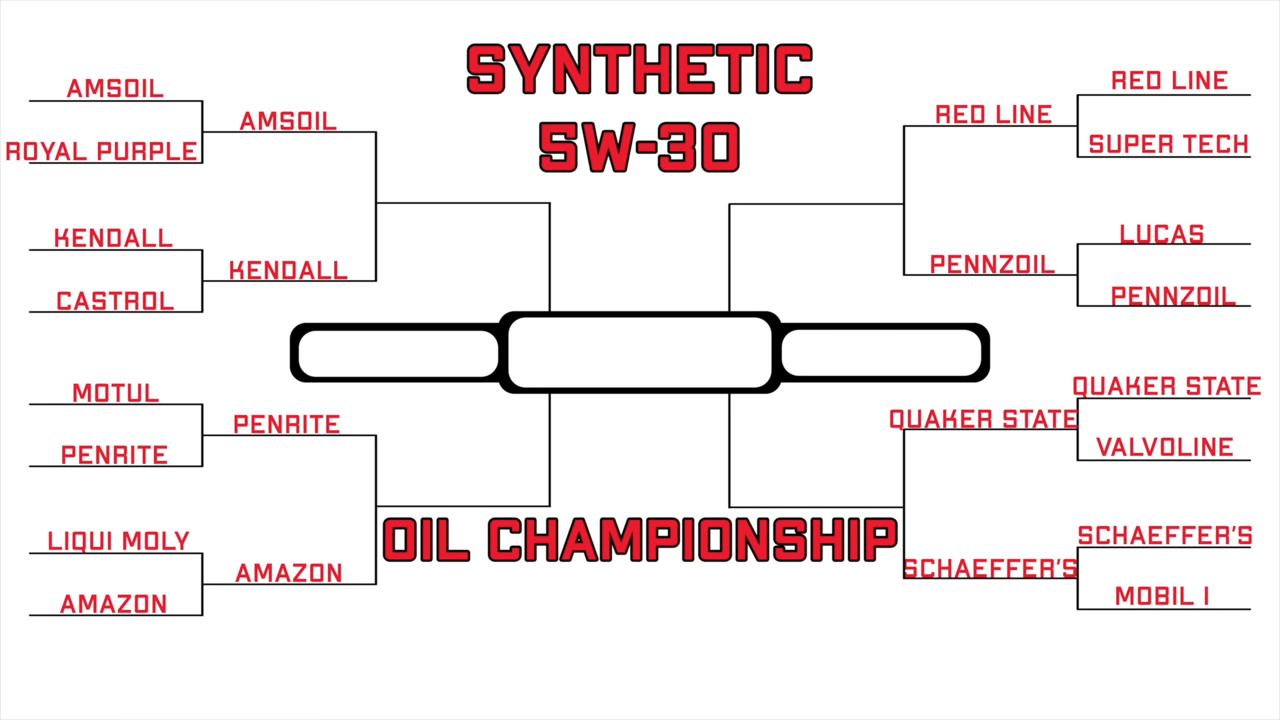 SYNTHETIC
5W-30
AMSOIL
ROYAL PURPLE
AMSOIL
KENDALL
CASTROL
KENDALL
MOTUL
PENRITE
PENRITE
LIQUI MOLY
AMAZON
AMAZON
RED LINE
RED LINE
SUPER TECH
LUCAS
PENNZOIL
PENNZOIL
QUAKER STATE
QUAKER STATE
VALVOLINE
SCHAEFFER'S
SCHAEFFER'S
MOBIL I
OIL CHAMPIONSHIP